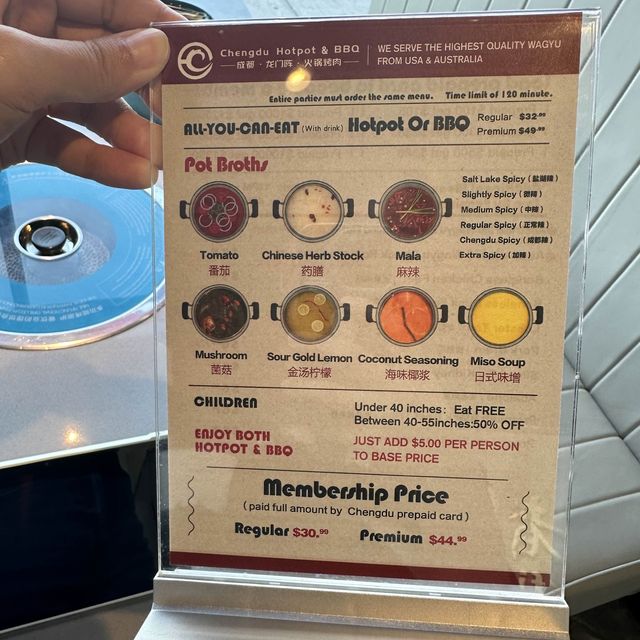 Chengdu Hotpot & BBQ
成都·龙门阵·火锅烤肉
WE SERVE THE HIGHEST QUALITY WAGYU
FROM USA & AUSTRALIA
Entire parties must order the same menu. Time limit of 120 minute.
ALL-YOU-CAN-EAT (With drink) Hotpot Or BBQ
Regular $32.99
Premium $49.99
Pot Broths
Salt Lake Spicy (盐湖辣)
Slightly Spicy (微辣)
Medium Spicy (中辣)
Regular Spicy (正常辣)
Chengdu Spicy (成都辣)
Extra Spicy (加辣)
Tomato
番茄
Chinese Herb Stock
药膳
Mala
麻辣
Mushroom
菌菇
Sour Gold Lemon
金汤柠檬
Coconut Seasoning
海味椰浆
Miso Soup
日式味增
CHILDREN
Under 40 inches: Eat FREE
Between 40-55inches:50% OFF
ENJOY BOTH
HOTPOT & BBQ
JUST ADD $5.00 PER PERSON
TO BASE PRICE
Membership Price
( paid full amount by Chengdu prepaid card )
Regular $30.99 Premium $44.99